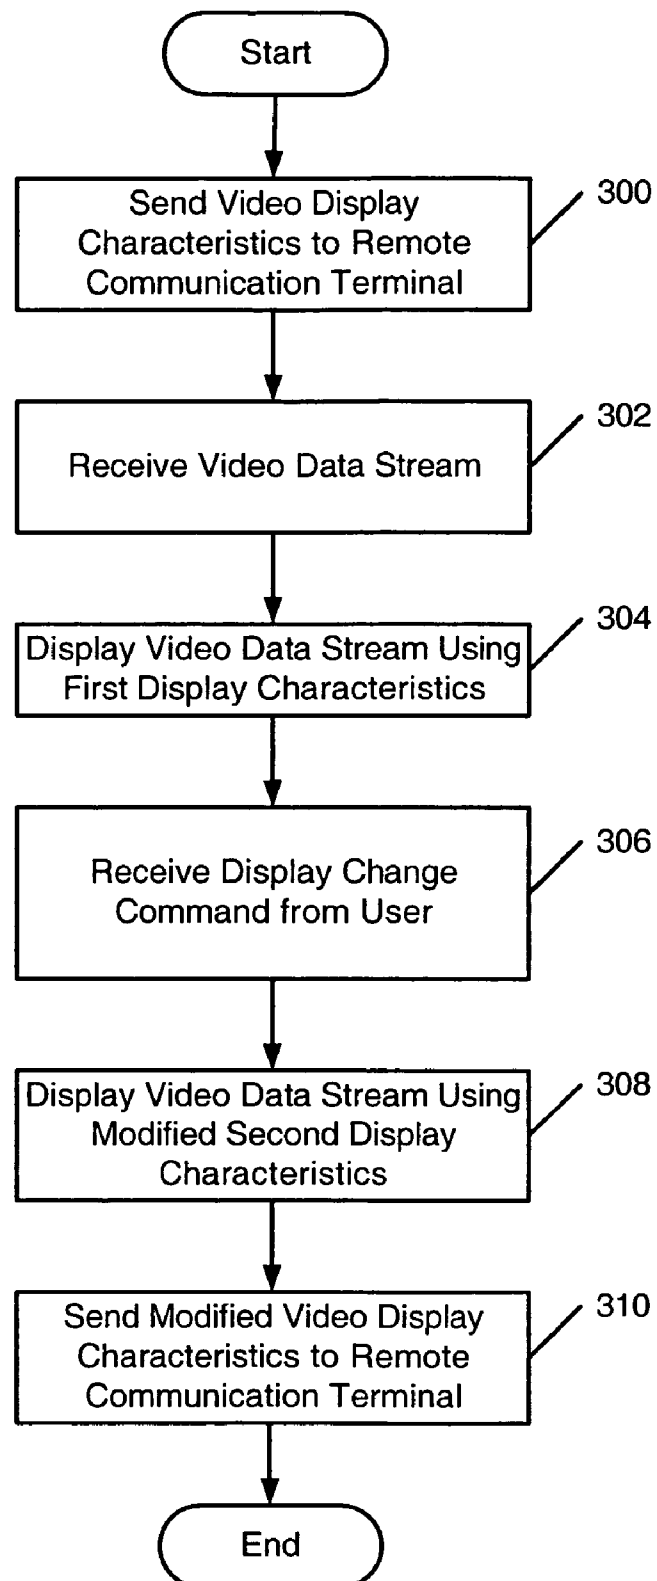 Start
Send Video Display
Characteristics to Remote
Communication Terminal
300
Receive Video Data Stream
302
Display Video Data Stream Using
First Display Characteristics
304
Receive Display Change
Command from User
306
Display Video Data Stream Using
Modified Second Display
Characteristics
308
Send Modified Video Display
Characteristics to Remote
Communication Terminal
310
End